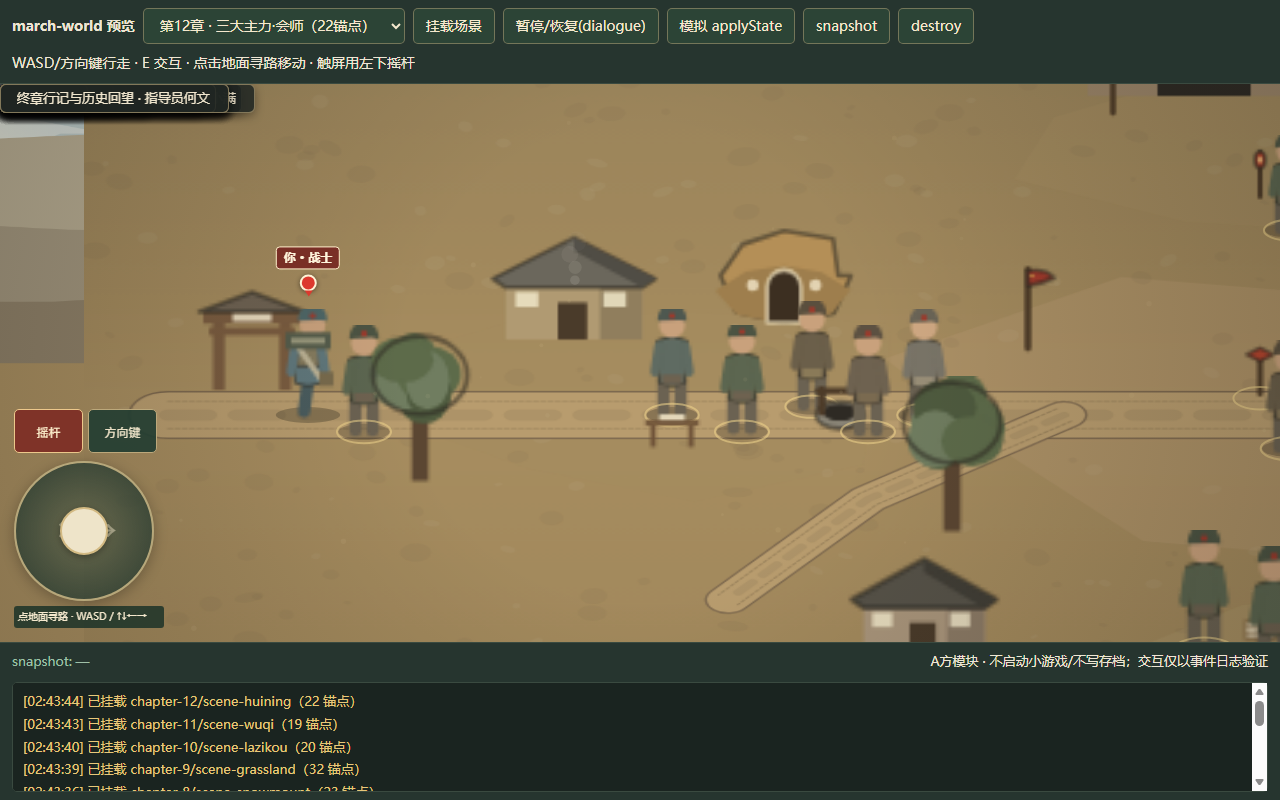 march-world 预览
第12章 · 三大主力·会师（22锚点）
挂载场景
暂停/恢复(dialogue)
模拟 applyState
snapshot
destroy
WASD/方向键行走 · E 交互 · 点击地面寻路移动 · 触屏用左下摇杆
终章行记与历史回望 · 指导员何文
满
你 · 战士
摇杆
方向键
点地面寻路 · WASD / ↑↓←→
snapshot: —
A方模块 · 不启动小游戏/不写存档；交互仅以事件日志验证
[02:43:44] 已挂载 chapter-12/scene-huining（22 锚点）
[02:43:43] 已挂载 chapter-11/scene-wuqi（19 锚点）
[02:43:40] 已挂载 chapter-10/scene-lazikou（20 锚点）
[02:43:39] 已挂载 chapter-9/scene-grassland（32 锚点）